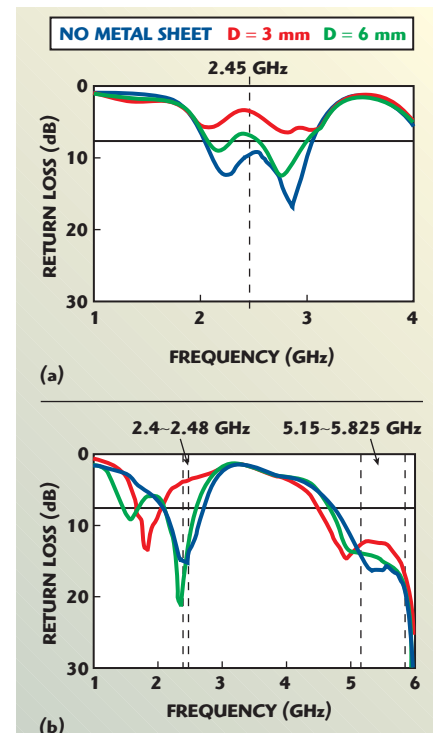 NO METAL SHEET D = 3 mm D = 6 mm
2.45 GHz
0
10
20
30
RETURN LOSS (dB)
1 2 3 4
FREQUENCY (GHz)
(a)
2.4~2.48 GHz 5.15~5.825 GHz
0
10
20
30
RETURN LOSS (dB)
1 2 3 4 5 6
FREQUENCY (GHz)
(b)